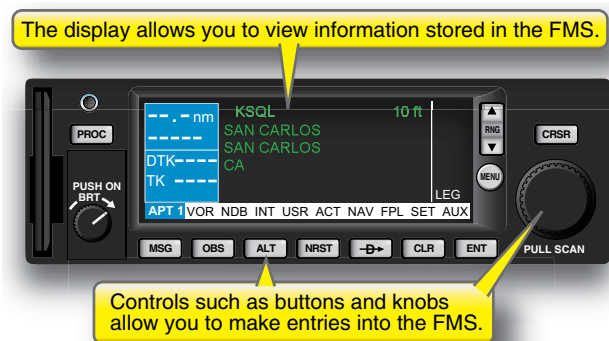 The display allows you to view information stored in the FMS.
PROC
PUSH ON
BRT
--.-nm
-----
DTK----
TK ----
KSQL 10 ft
SAN CARLOS
SAN CARLOS
CA
LEG
APT 1 VOR NDB INT USR ACT NAV FPL SET AUX
RNG
MENU
CRSR
PULL SCAN
MSG OBS ALT NRST D CLR ENT
Controls such as buttons and knobs
allow you to make entries into the FMS.